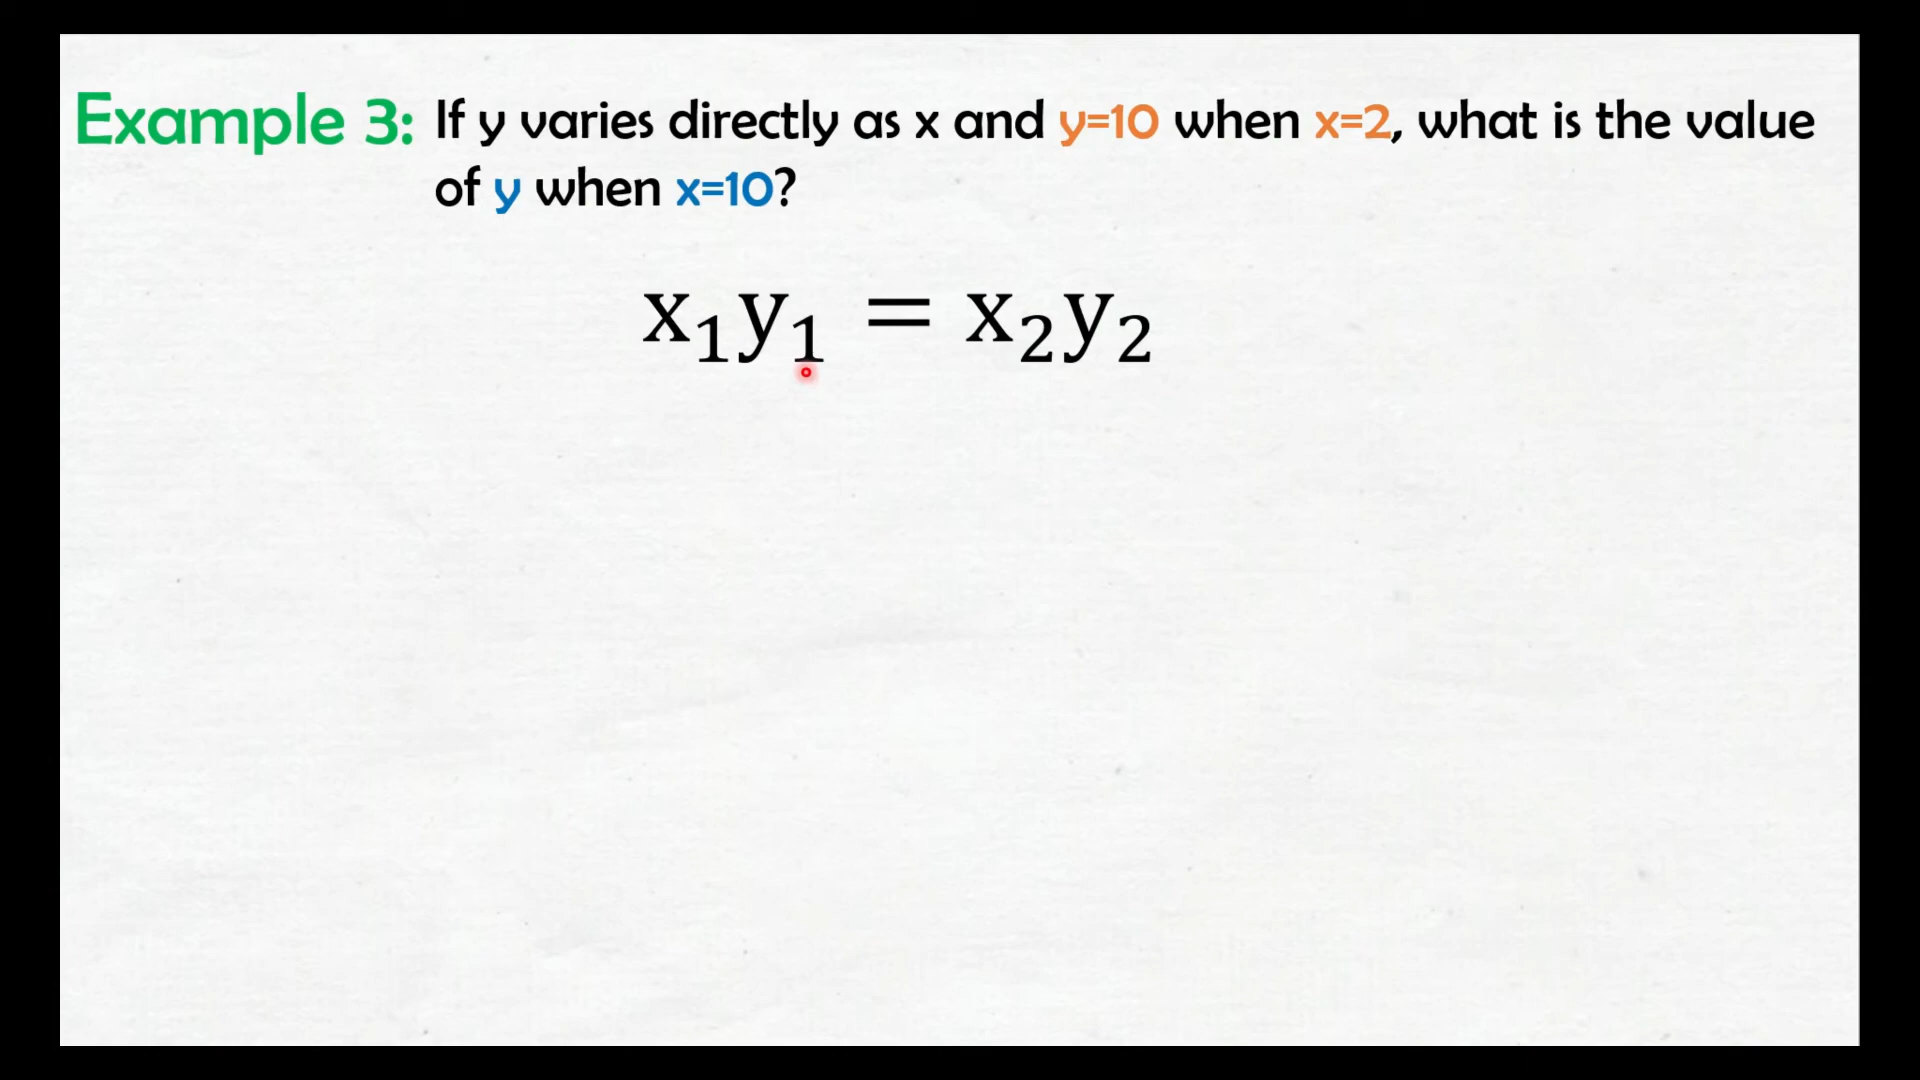 Example 3: If y varies directly as x and y=10 when x=2, what is the value
of y when x=10?
x₁y₁ = x₂y₂